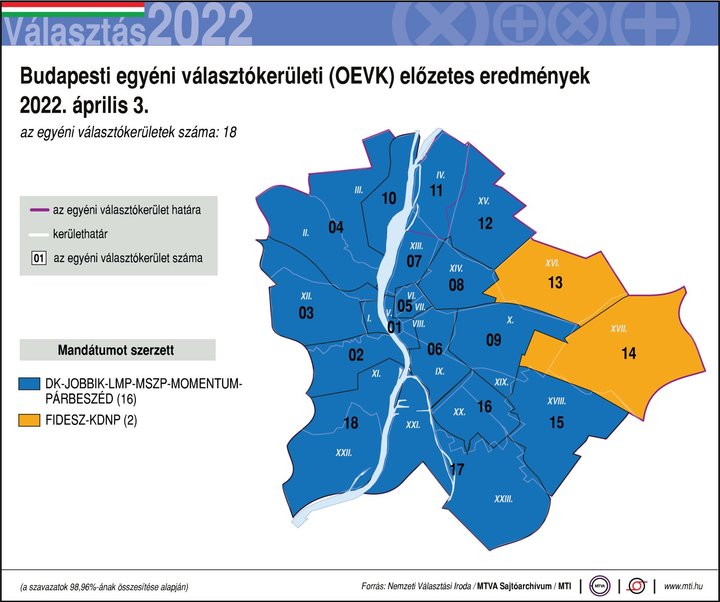 Választás2022
Budapesti egyéni választókerületi (OEVK) előzetes eredmények
2022. április 3.
az egyéni választókerületek száma: 18
az egyéni választókerület határa
kerülethatár
01 az egyéni választókerület száma
Mandátumot szerzett
DK-JOBBIK-LMP-MSZP-MOMENTUM-
PÁRBESZÉD (16)
FIDESZ-KDNP (2)
III.
10
IV.
11
XV.
12
II.
04
XIII.
07
XIV.
08
XVI.
13
XII.
03
I.
V.
01
VI.
05
VII.
VIII.
06
X.
09
XVII.
14
02
XI.
IX.
XIX.
XX.
16
XVIII.
15
18
XXII.
XXI.
17
XXIII.
(a szavazatok 98,96%-ának összesítése alapján)
Forrás: Nemzeti Választási Iroda / MTVA Sajtóarchívum / MTI
MTVA
www.mti.hu